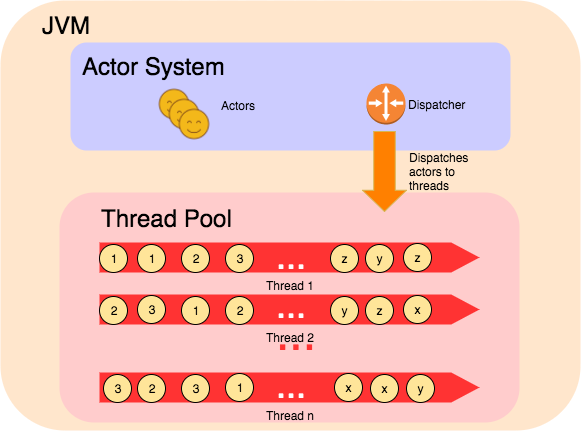 JVM
Actor System
Actors
Dispatcher
Dispatches
actors to
threads
Thread Pool
1 1 2 3 ... z y z
Thread 1
2 3 1 2 ... y z x
Thread 2
...
3 2 3 1 ... x x y
Thread n